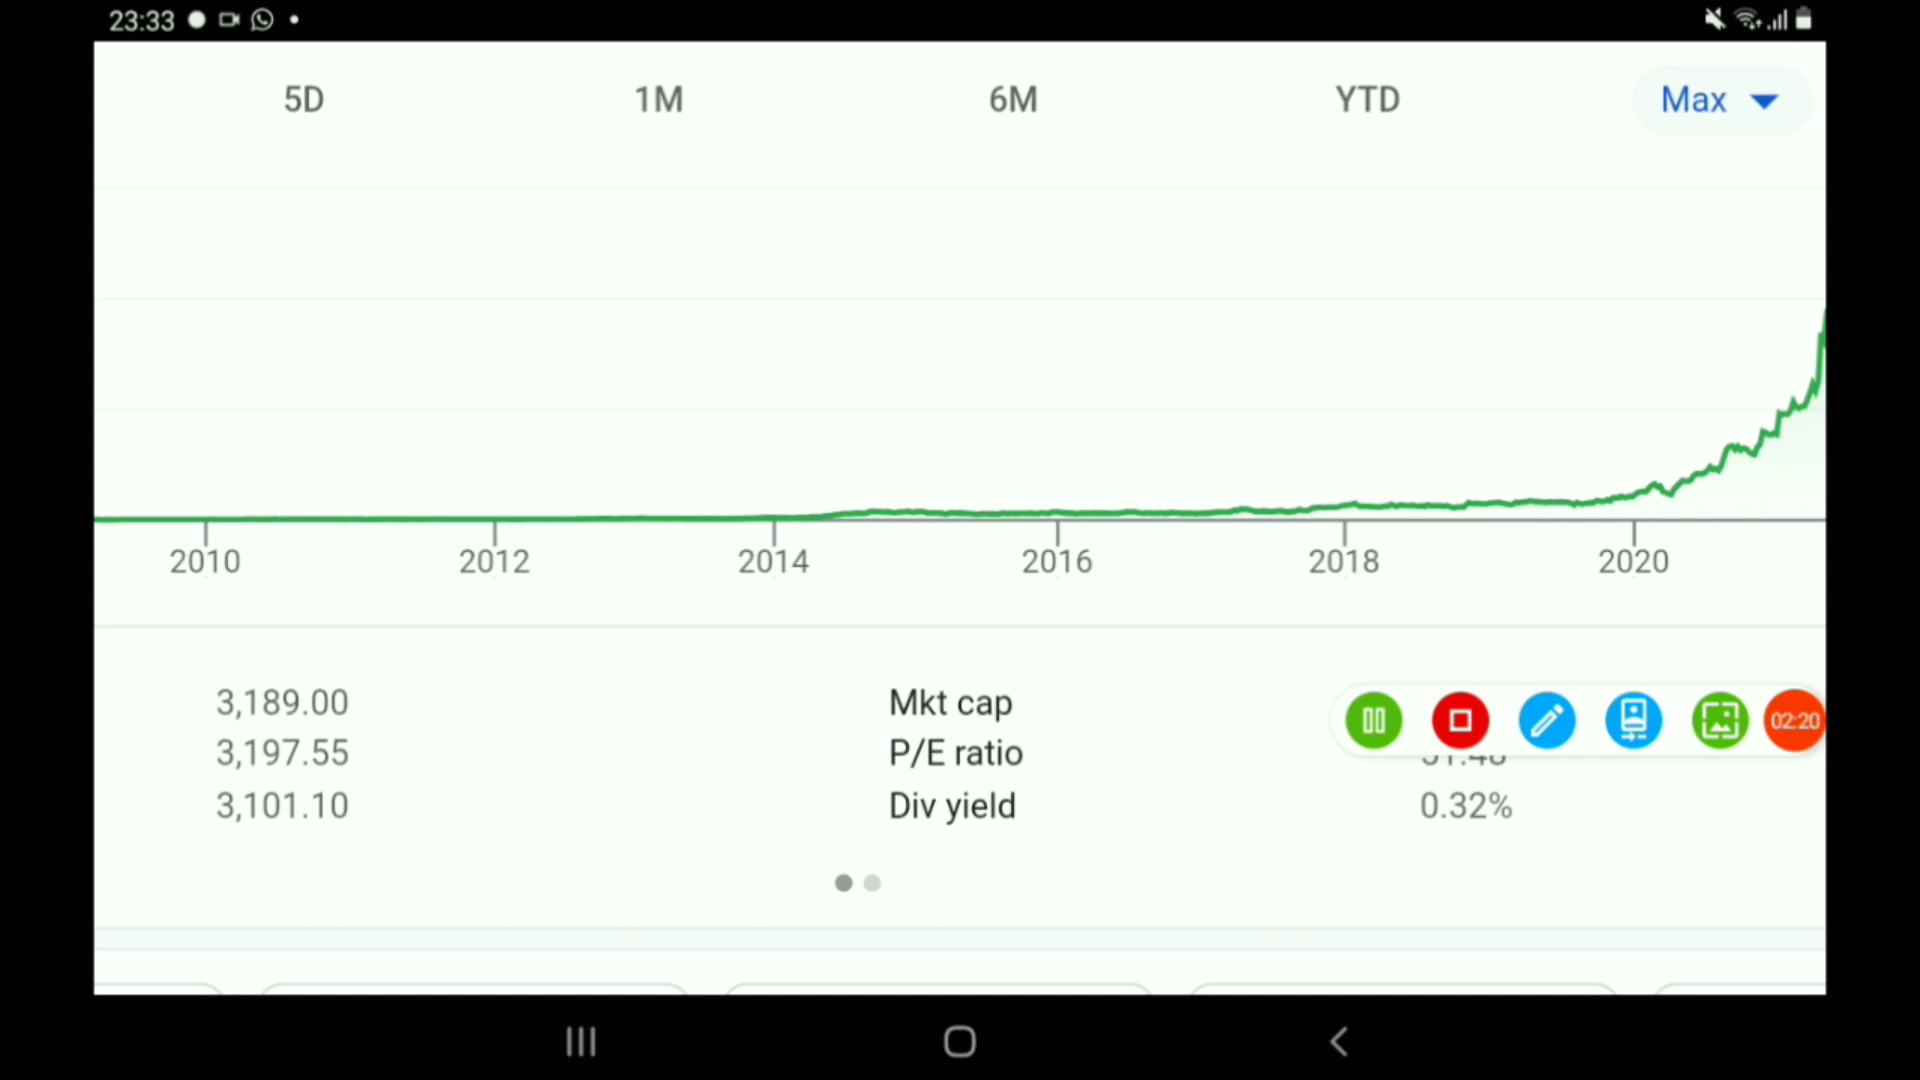 23:33
5D 1M 6M YTD Max
2010 2012 2014 2016 2018 2020
3,189.00 Mkt cap
02:20
3,197.55 P/E ratio
3,101.10 Div yield 0.32%